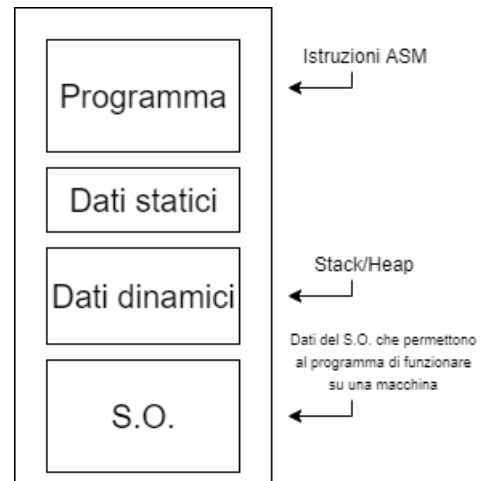 Programma
Istruzioni ASM
Dati statici
Dati dinamici
Stack/Heap
S.O.
Dati del S.O. che permettono
al programma di funzionare
su una macchina